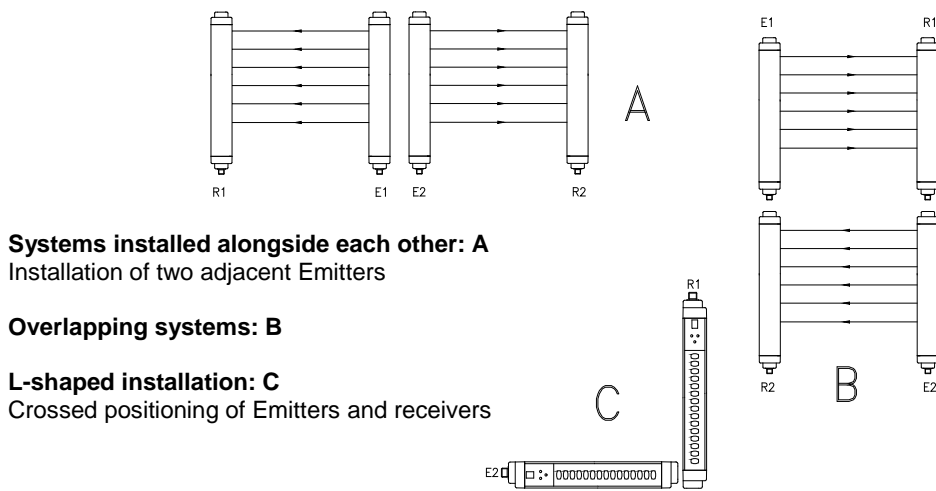 E1 R1
A
R1 E1 E2 R2
Systems installed alongside each other: A
Installation of two adjacent Emitters
Overlapping systems: B
L-shaped installation: C
Crossed positioning of Emitters and receivers
R1
R2 B E2
C
E2